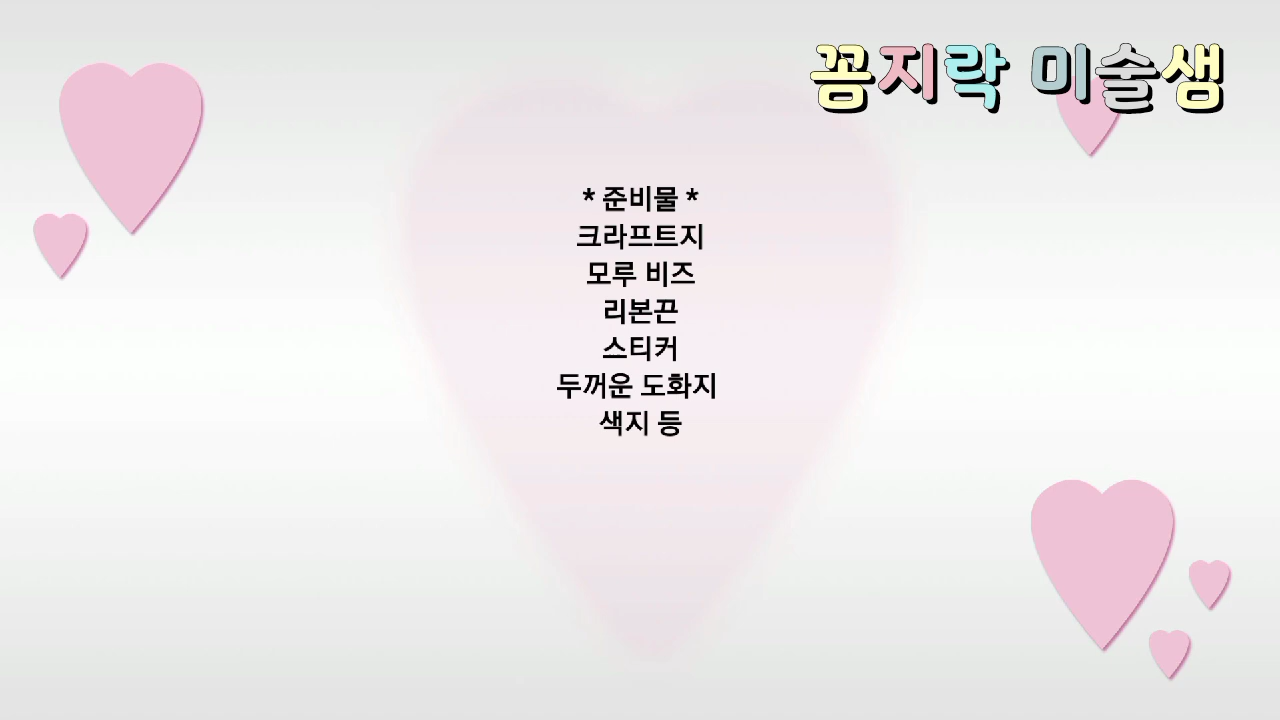 꼼지락 미술샘
* 준비물 *
크라프트지
모루 비즈
리본끈
스티커
두꺼운 도화지
색지 등